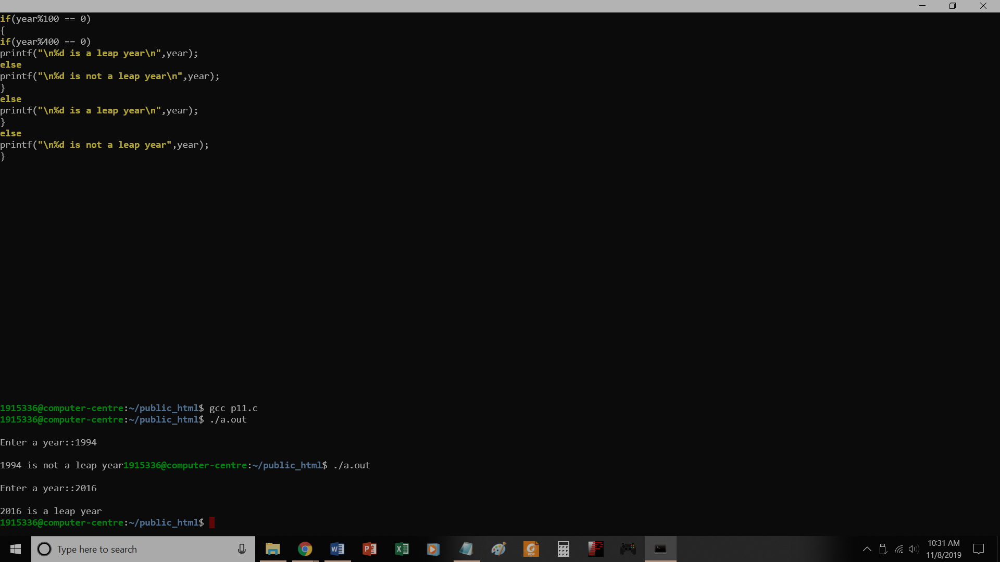 if(year%100 == 0)
{
if(year%400 == 0)
printf("\n%d is a leap year\n",year);
else
printf("\n%d is not a leap year\n",year);
}
else
printf("\n%d is a leap year\n",year);
}
else
printf("\n%d is not a leap year",year);
}
1915336@computer-centre:~/public_html$ gcc p11.c
1915336@computer-centre:~/public_html$ ./a.out
Enter a year::1994
1994 is not a leap year1915336@computer-centre:~/public_html$ ./a.out
Enter a year::2016
2016 is a leap year
1915336@computer-centre:~/public_html$
Type here to search
10:31 AM
11/8/2019